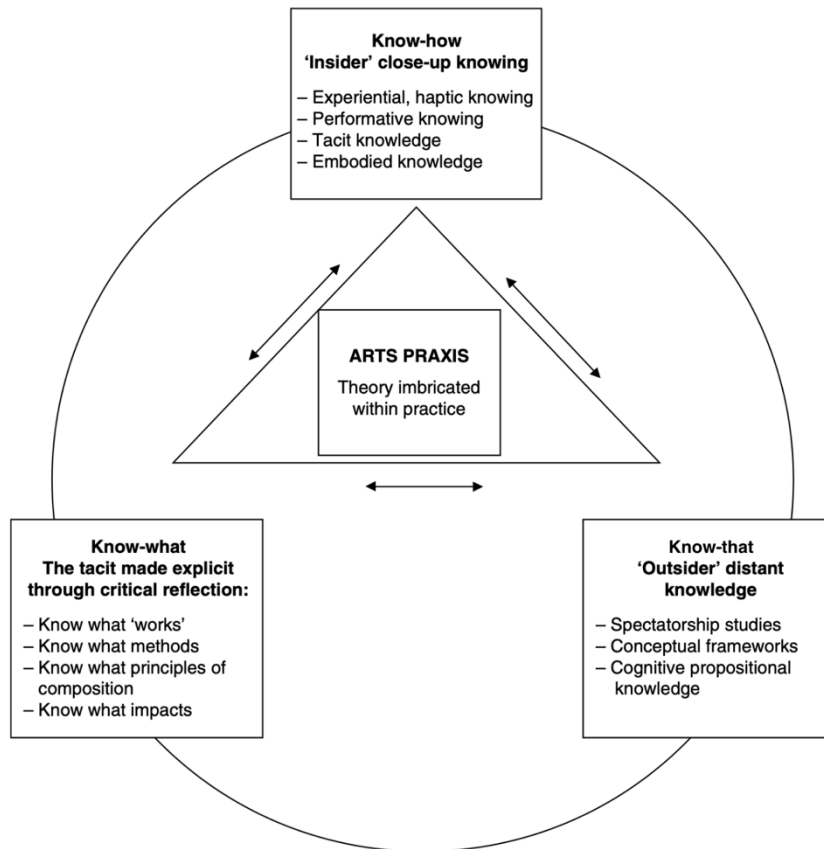 Know-how
‘Insider’ close-up knowing
– Experiential, haptic knowing
– Performative knowing
– Tacit knowledge
– Embodied knowledge
ARTS PRAXIS
Theory imbricated
within practice
Know-what
The tacit made explicit
through critical reflection:
– Know what ‘works’
– Know what methods
– Know what principles of
composition
– Know what impacts
Know-that
‘Outsider’ distant
knowledge
– Spectatorship studies
– Conceptual frameworks
– Cognitive propositional
knowledge